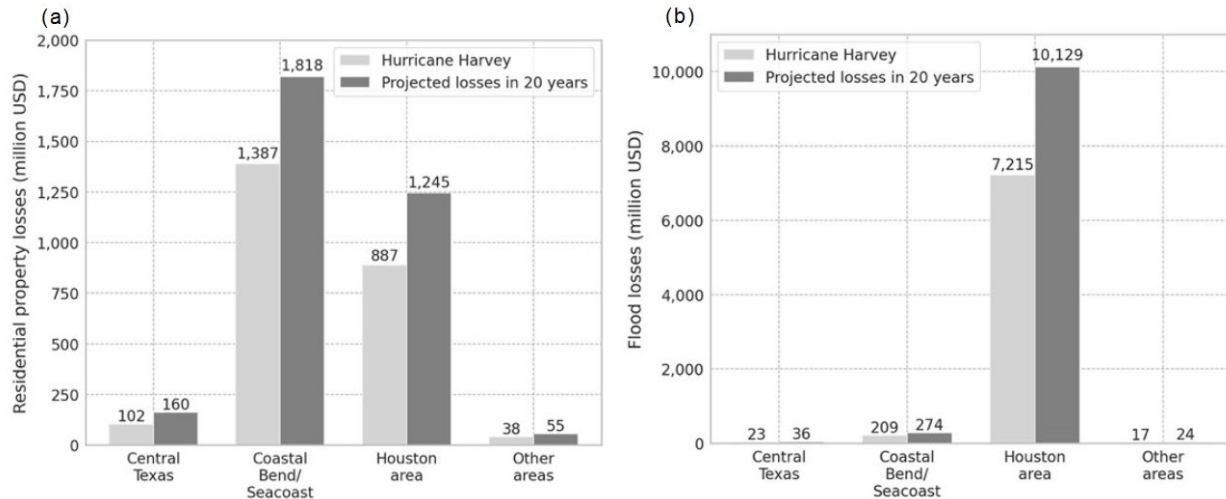 (a)
Residential property losses (million USD)
2,000
1,750
1,500
1,250
1,000
750
500
250
0
Hurricane Harvey
Projected losses in 20 years
102
160
1,387
1,818
887
1,245
38
55
Central
Texas
Coastal
Bend/
Seacoast
Houston
area
Other
areas
(b)
Flood losses (million USD)
10,000
8,000
6,000
4,000
2,000
0
Hurricane Harvey
Projected losses in 20 years
23
36
209
274
7,215
10,129
17
24
Central
Texas
Coastal
Bend/
Seacoast
Houston
area
Other
areas